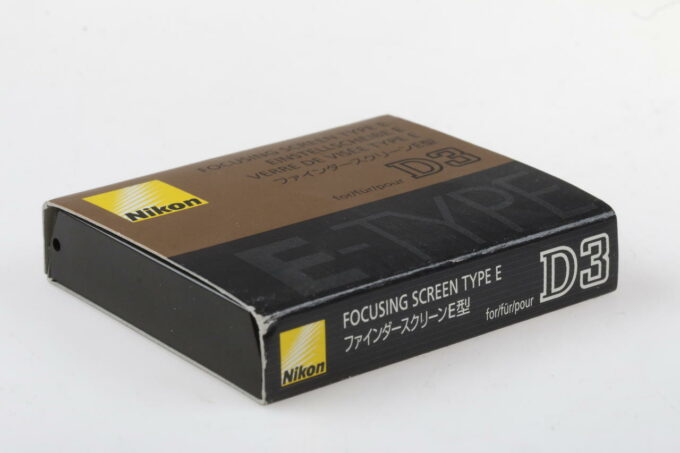 FOCUSING SCREEN TYPE E
EINSTELLSCHEIBE E
VERRE DE VISÉE TYPE E
ファインダースクリーンE型
for/für/pour D3
Nikon
E-TYPE
FOCUSING SCREEN TYPE E
ファインダースクリーンE型
for/für/pour D3
Nikon